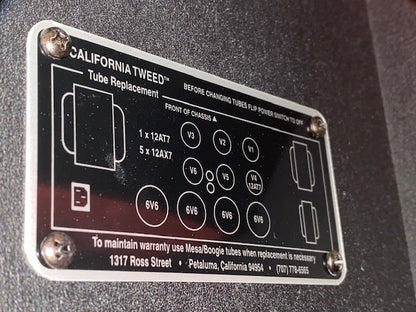 CALIFORNIA TWEED™
BEFORE CHANGING TUBES FLIP POWER SWITCH TO OFF
Tube Replacement
FRONT OF CHASSIS ▲
1 x 12AT7
5 x 12AX7
V3 V2 V1
V6 V5 V4
12AT7
6V6 6V6 6V6 6V6
To maintain warranty use Mesa/Boogie tubes when replacement is necessary
1317 Ross Street • Petaluma, California 94954 • (707) 778-6565